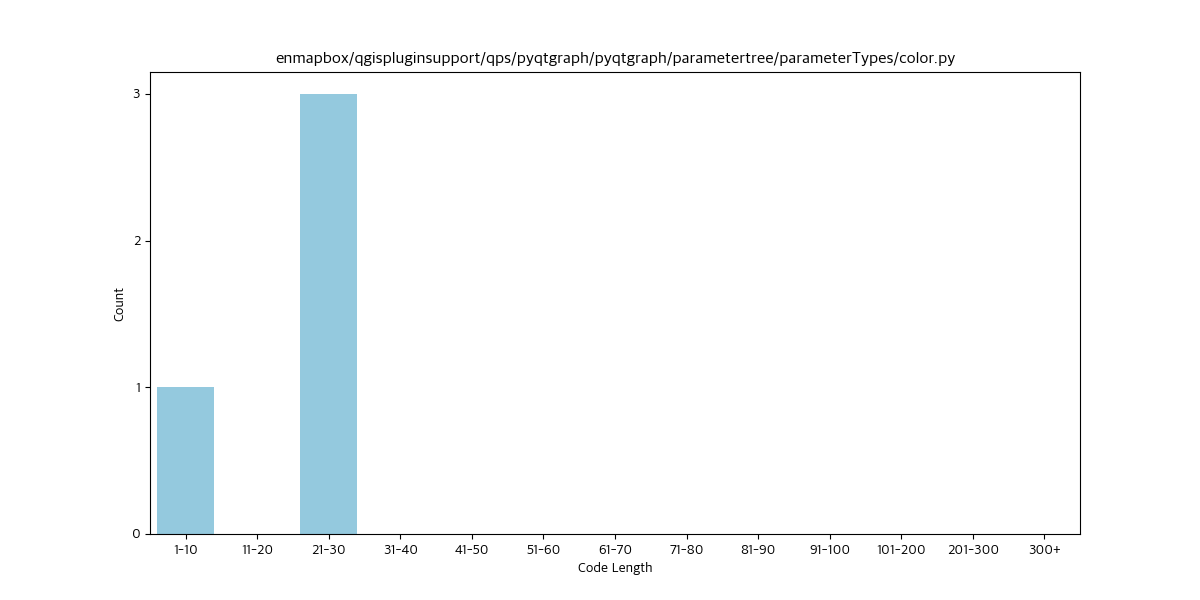 enmapbox/qgispluginsupport/qps/pyqtgraph/pyqtgraph/parametertree/parameterTypes/color.py
3
2
1
0
Count
1-10 11-20 21-30 31-40 41-50 51-60 61-70 71-80 81-90 91-100 101-200 201-300 300+
Code Length